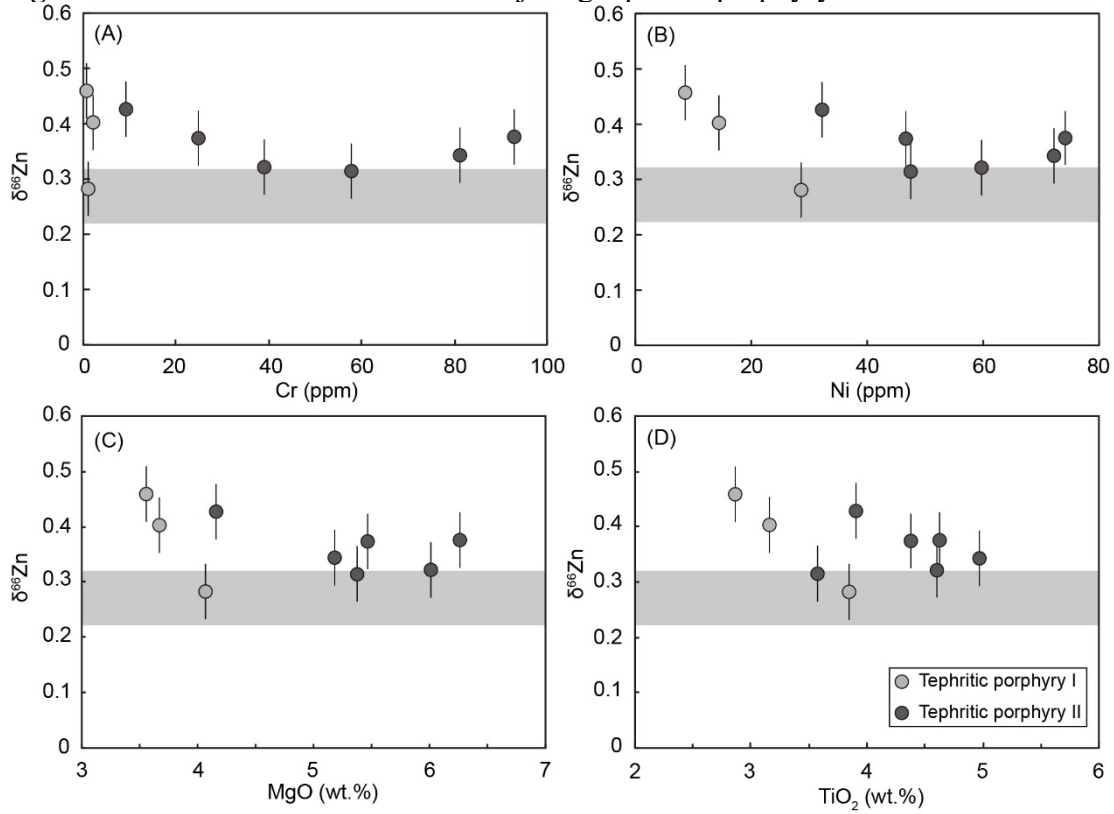 (A)
0.6
0.5
0.4
0.3
0.2
0.1
0
δ⁶⁶Zn
0 20 40 60 80 100
Cr (ppm)
(B)
0.6
0.5
0.4
0.3
0.2
0.1
0
δ⁶⁶Zn
0 20 40 60 80
Ni (ppm)
(C)
0.6
0.5
0.4
0.3
0.2
0.1
0
δ⁶⁶Zn
3 4 5 6 7
MgO (wt.%)
(D)
0.6
0.5
0.4
0.3
0.2
0.1
0
δ⁶⁶Zn
2 3 4 5 6
TiO₂ (wt.%)
Tephritic porphyry I
Tephritic porphyry II